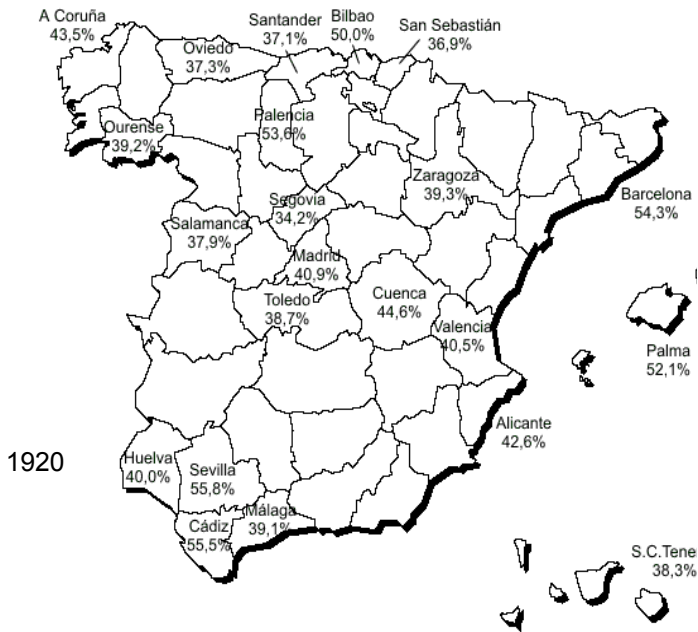 A Coruña
43,5%
Santander
37,1%
Bilbao
50,0%
San Sebastián
36,9%
Oviedo
37,3%
Palencia
53,6%
Ourense
39,2%
Zaragoza
39,3%
Barcelona
54,3%
Segovia
34,2%
Salamanca
37,9%
Madrid
40,9%
Toledo
38,7%
Cuenca
44,6%
Valencia
40,5%
Palma
52,1%
Alicante
42,6%
1920
Huelva
40,0%
Sevilla
55,8%
Málaga
39,1%
Cádiz
55,5%
S.C.Tene
38,3%